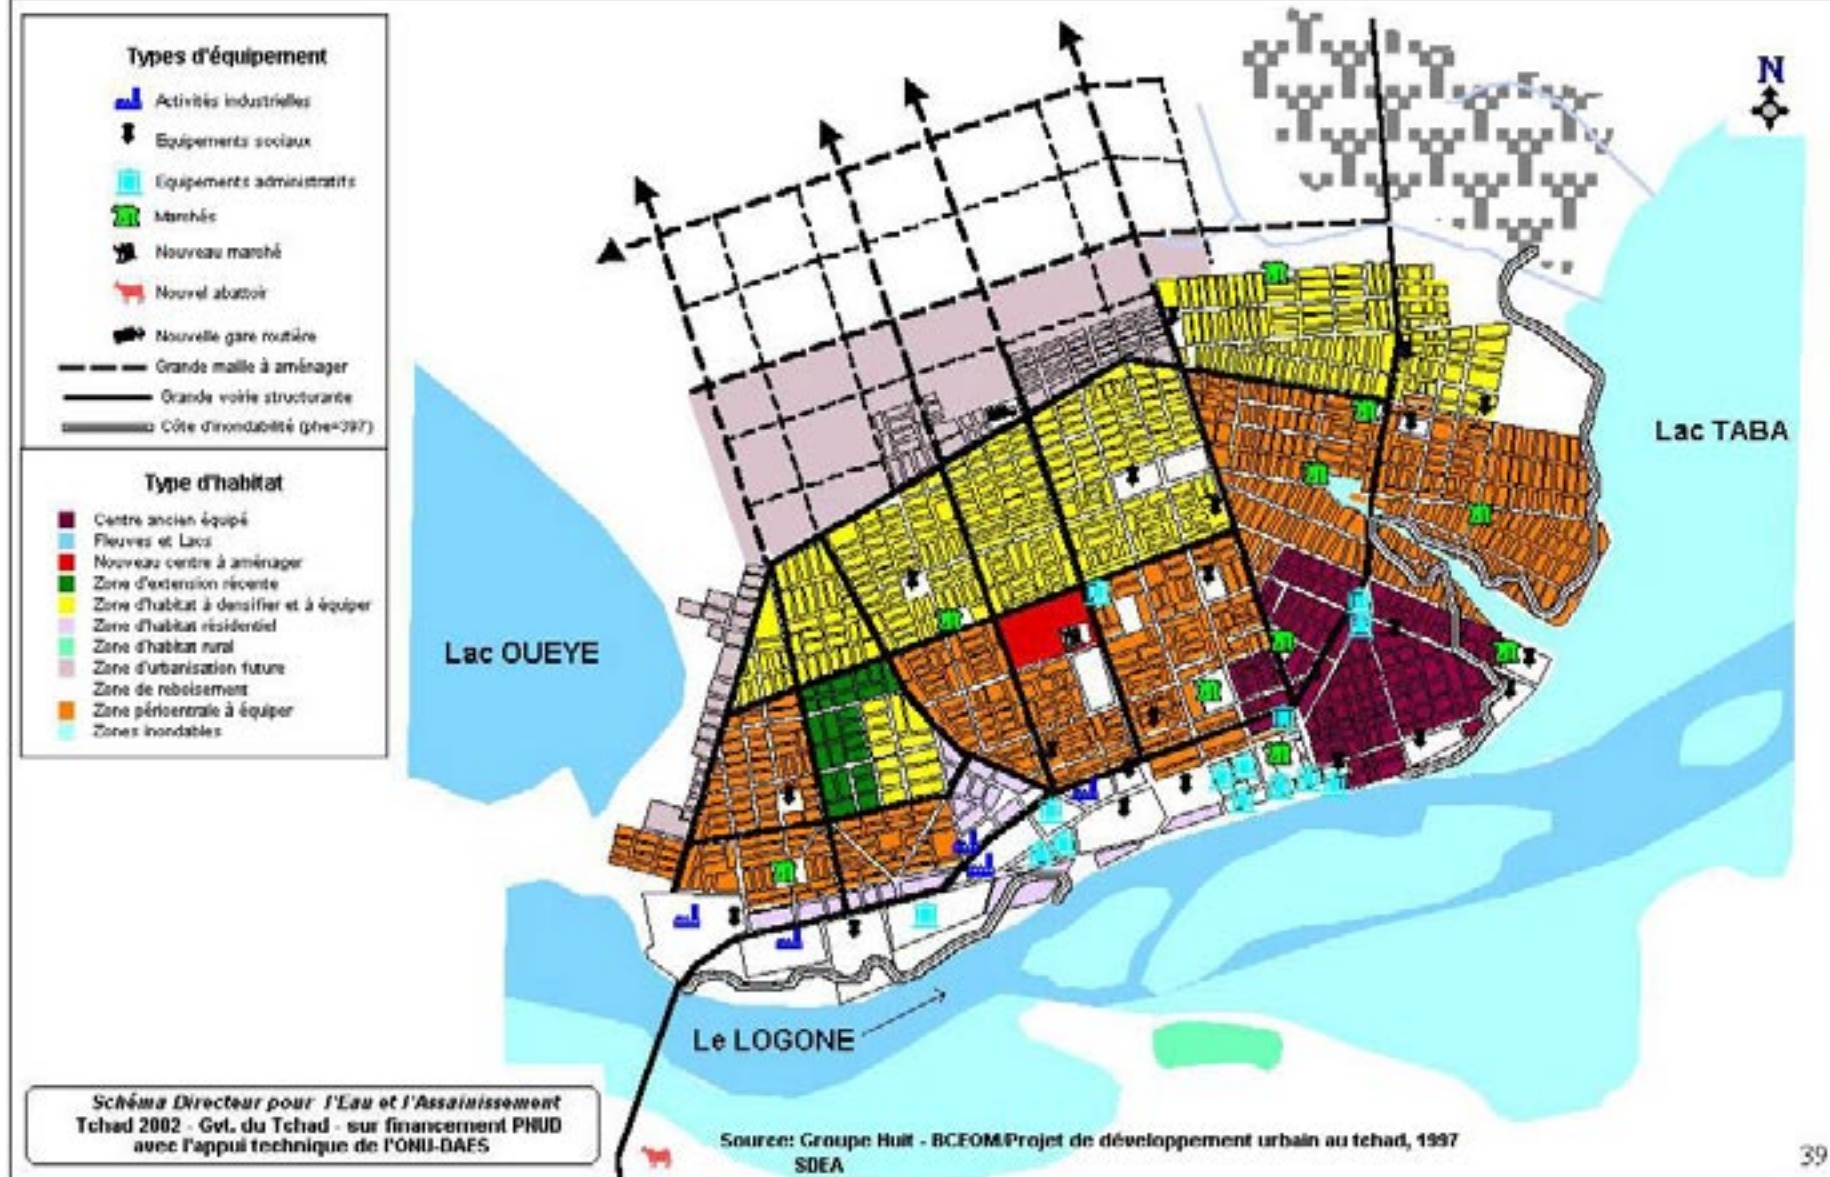 Types d'équipement
Activités industrielles
Equipements sociaux
Equipements administratifs
Marchés
Nouveau marché
Nouvel abattoir
Nouvelle gare routière
Grande maille à aménager
Grande voirie structurante
Côte d'inondabilité (phe=397)
Type d'habitat
Centre ancien équipé
Fleuves et Lacs
Nouveau centre à aménager
Zone d'extension récente
Zone d'habitat à densifier et à équiper
Zone d'habitat résidentiel
Zone d'habitat rural
Zone d'urbanisation future
Zone de reboisement
Zone péricentrale à équiper
Zones inondables
N
Lac TABA
Lac OUEYE
Le LOGONE
Schéma Directeur pour l'Eau et l'Assainissement
Tchad 2002 - Gvt. du Tchad - sur financement PNUD
avec l'appui technique de l'ONU-DAES
Source: Groupe Huit - BCEOM/Projet de développement urbain au tchad, 1997
SDEA
39